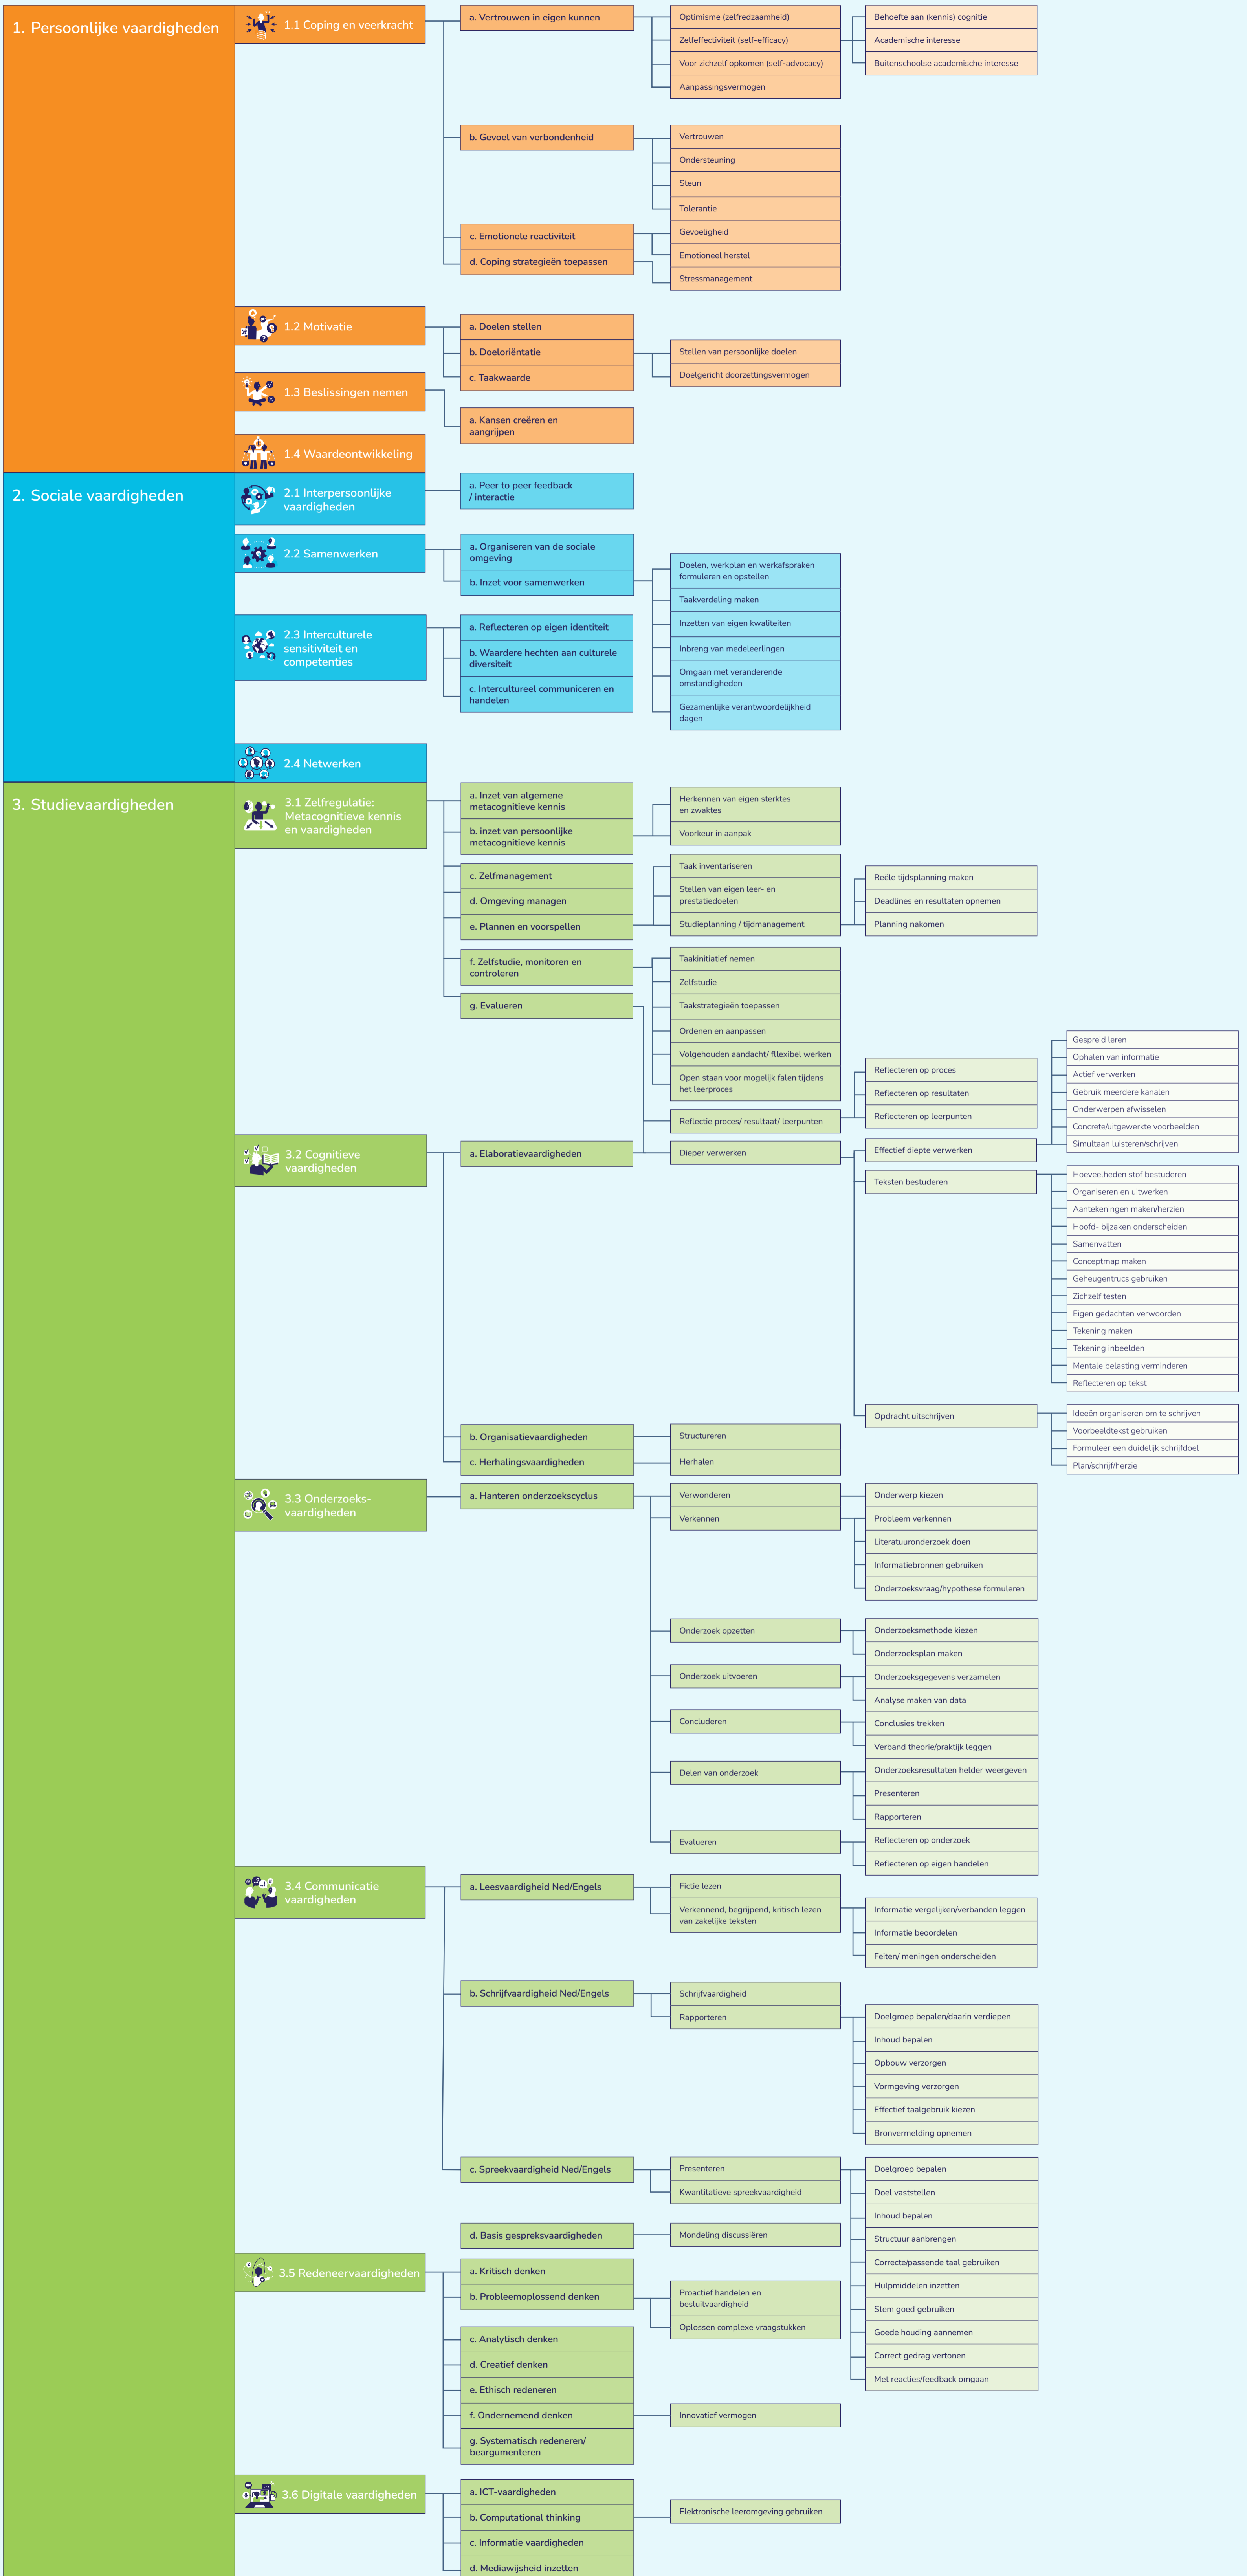 1. Persoonlijke vaardigheden
1.1 Coping en veerkracht
a. Vertrouwen in eigen kunnen
Optimisme (zelfredzaamheid)
Zelfeffectiviteit (self-efficacy)
Voor zichzelf opkomen (self-advocacy)
Aanpassingsvermogen
Behoefte aan (kennis) cognitie
Academische interesse
Buitenschoolse academische interesse
b. Gevoel van verbondenheid
Vertrouwen
Ondersteuning
Steun
Tolerantie
c. Emotionele reactiviteit
Gevoeligheid
Emotioneel herstel
d. Coping strategieën toepassen
Stressmanagement
1.2 Motivatie
a. Doelen stellen
b. Doeloriëntatie
Stellen van persoonlijke doelen
Doelgericht doorzettingsvermogen
c. Taakwaarde
1.3 Beslissingen nemen
a. Kansen creëren en
aangrijpen
1.4 Waardeontwikkeling
2. Sociale vaardigheden
2.1 Interpersoonlijke
vaardigheden
a. Peer to peer feedback
/ interactie
2.2 Samenwerken
a. Organiseren van de sociale
omgeving
b. Inzet voor samenwerken
Doelen, werkplan en werkafspraken
formuleren en opstellen
Taakverdeling maken
Inzetten van eigen kwaliteiten
Inbreng van medeleerlingen
Omgaan met veranderende
omstandigheden
Gezamenlijke verantwoordelijkheid
dagen
2.3 Interculturele
sensitiviteit en
competenties
a. Reflecteren op eigen identiteit
b. Waardere hechten aan culturele
diversiteit
c. Intercultureel communiceren en
handelen
2.4 Netwerken
3. Studievaardigheden
3.1 Zelfregulatie:
Metacognitieve kennis
en vaardigheden
a. Inzet van algemene
metacognitieve kennis
b. inzet van persoonlijke
metacognitieve kennis
Herkennen van eigen sterktes
en zwaktes
Voorkeur in aanpak
c. Zelfmanagement
d. Omgeving managen
e. Plannen en voorspellen
Taak inventariseren
Stellen van eigen leer- en
prestatiedoelen
Studieplanning / tijdmanagement
Reële tijdsplanning maken
Deadlines en resultaten opnemen
Planning nakomen
f. Zelfstudie, monitoren en
controleren
Taakinitiatief nemen
Zelfstudie
Taakstrategieën toepassen
Ordenen en aanpassen
Volgehouden aandacht/ fllexibel werken
Open staan voor mogelijk falen tijdens
het leerproces
g. Evalueren
Reflectie proces/ resultaat/ leerpunten
Reflecteren op proces
Reflecteren op resultaten
Reflecteren op leerpunten
3.2 Cognitieve
vaardigheden
a. Elaboratievaardigheden
Dieper verwerken
Effectief diepte verwerken
Gespreid leren
Ophalen van informatie
Actief verwerken
Gebruik meerdere kanalen
Onderwerpen afwisselen
Concrete/uitgewerkte voorbeelden
Simultaan luisteren/schrijven
Teksten bestuderen
Hoeveelheden stof bestuderen
Organiseren en uitwerken
Aantekeningen maken/herzien
Hoofd- bijzaken onderscheiden
Samenvatten
Conceptmap maken
Geheugentrucs gebruiken
Zichzelf testen
Eigen gedachten verwoorden
Tekening maken
Tekening inbeelden
Mentale belasting verminderen
Reflecteren op tekst
Opdracht uitschrijven
Ideeën organiseren om te schrijven
Voorbeeldtekst gebruiken
Formuleer een duidelijk schrijfdoel
Plan/schrijf/herzie
b. Organisatievaardigheden
Structureren
c. Herhalingsvaardigheden
Herhalen
3.3 Onderzoeks-
vaardigheden
a. Hanteren onderzoekscyclus
Verwonderen
Onderwerp kiezen
Verkennen
Probleem verkennen
Literatuuronderzoek doen
Informatiebronnen gebruiken
Onderzoeksvraag/hypothese formuleren
Onderzoek opzetten
Onderzoeksmethode kiezen
Onderzoeksplan maken
Onderzoek uitvoeren
Onderzoeksgegevens verzamelen
Analyse maken van data
Concluderen
Conclusies trekken
Verband theorie/praktijk leggen
Delen van onderzoek
Onderzoeksresultaten helder weergeven
Presenteren
Rapporteren
Evalueren
Reflecteren op onderzoek
Reflecteren op eigen handelen
3.4 Communicatie
vaardigheden
a. Leesvaardigheid Ned/Engels
Fictie lezen
Verkennend, begrijpend, kritisch lezen
van zakelijke teksten
Informatie vergelijken/verbanden leggen
Informatie beoordelen
Feiten/ meningen onderscheiden
b. Schrijfvaardigheid Ned/Engels
Schrijfvaardigheid
Rapporteren
Doelgroep bepalen/daarin verdiepen
Inhoud bepalen
Opbouw verzorgen
Vormgeving verzorgen
Effectief taalgebruik kiezen
Bronvermelding opnemen
c. Spreekvaardigheid Ned/Engels
Presenteren
Kwantitatieve spreekvaardigheid
Doelgroep bepalen
Doel vaststellen
Inhoud bepalen
Structuur aanbrengen
Correcte/passende taal gebruiken
Hulpmiddelen inzetten
Stem goed gebruiken
Goede houding aannemen
Correct gedrag vertonen
Met reacties/feedback omgaan
d. Basis gespreksvaardigheden
Mondeling discussiëren
3.5 Redeneervaardigheden
a. Kritisch denken
b. Probleemoplossend denken
Proactief handelen en
besluitvaardigheid
Oplossen complexe vraagstukken
c. Analytisch denken
d. Creatief denken
e. Ethisch redeneren
f. Ondernemend denken
Innovatief vermogen
g. Systematisch redeneren/
beargumenteren
3.6 Digitale vaardigheden
a. ICT-vaardigheden
b. Computational thinking
Elektronische leeromgeving gebruiken
c. Informatie vaardigheden
d. Mediawijsheid inzetten